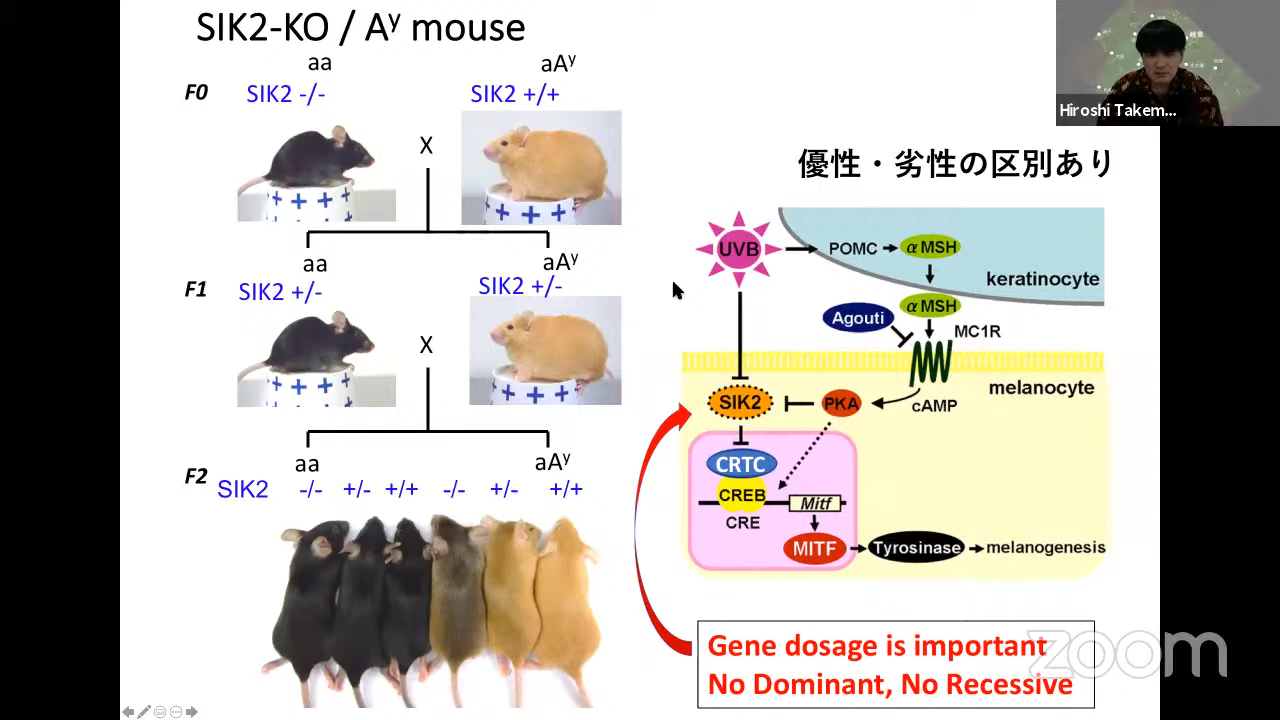 SIK2-KO / Aʸ mouse
aa
aAʸ
F0
SIK2 -/-
SIK2 +/+
X
aa
aAʸ
F1
SIK2 +/-
SIK2 +/-
X
aa
aAʸ
F2
SIK2 -/- +/- +/+ -/- +/- +/+
Hiroshi Takem...
優性・劣性の区別あり
UVB
POMC
α MSH
keratinocyte
α MSH
Agouti
MC1R
melanocyte
SIK2
PKA
cAMP
CRTC
CREB
Mitf
CRE
MITF
Tyrosinase
melanogenesis
Gene dosage is important
No Dominant, No Recessive
zoom